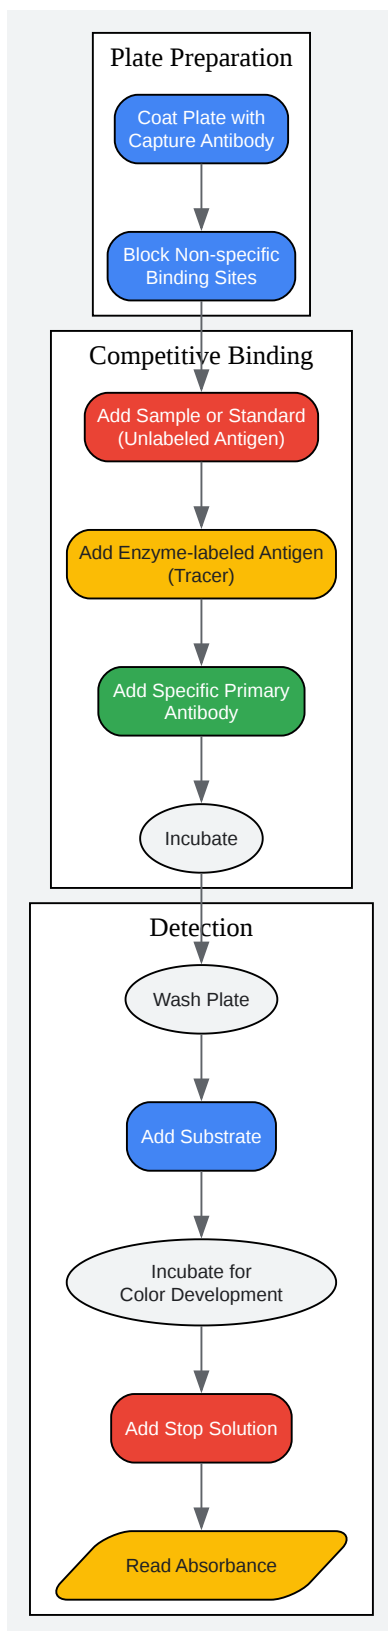 Plate Preparation
Coat Plate with
Capture Antibody
Block Non-specific
Binding Sites
Competitive Binding
Add Sample or Standard
(Unlabeled Antigen)
Add Enzyme-labeled Antigen
(Tracer)
Add Specific Primary
Antibody
Incubate
Detection
Wash Plate
Add Substrate
Incubate for
Color Development
Add Stop Solution
Read Absorbance